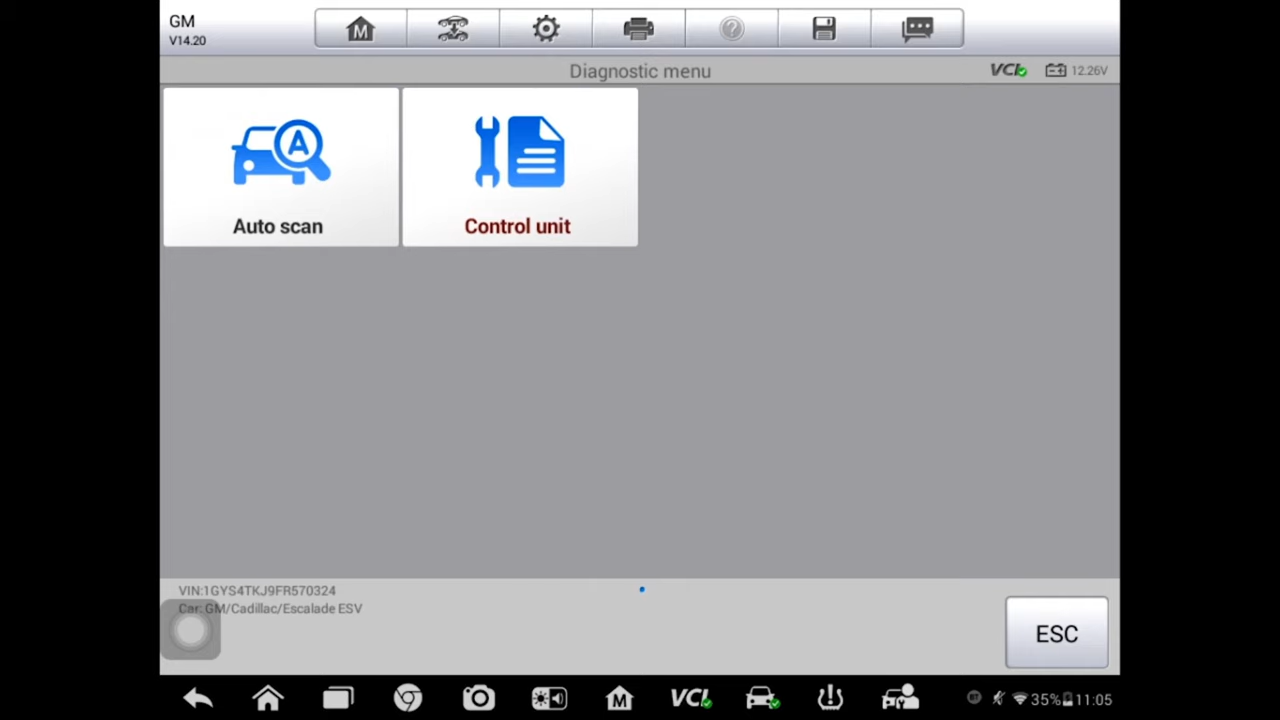 GM
V14.20
M
Diagnostic menu
VCI
12.26V
A
Auto scan
Control unit
VIN:1GYS4TKJ9FR570324
Car: GM/Cadillac/Escalade ESV
ESC
M
VCI
35%
11:05